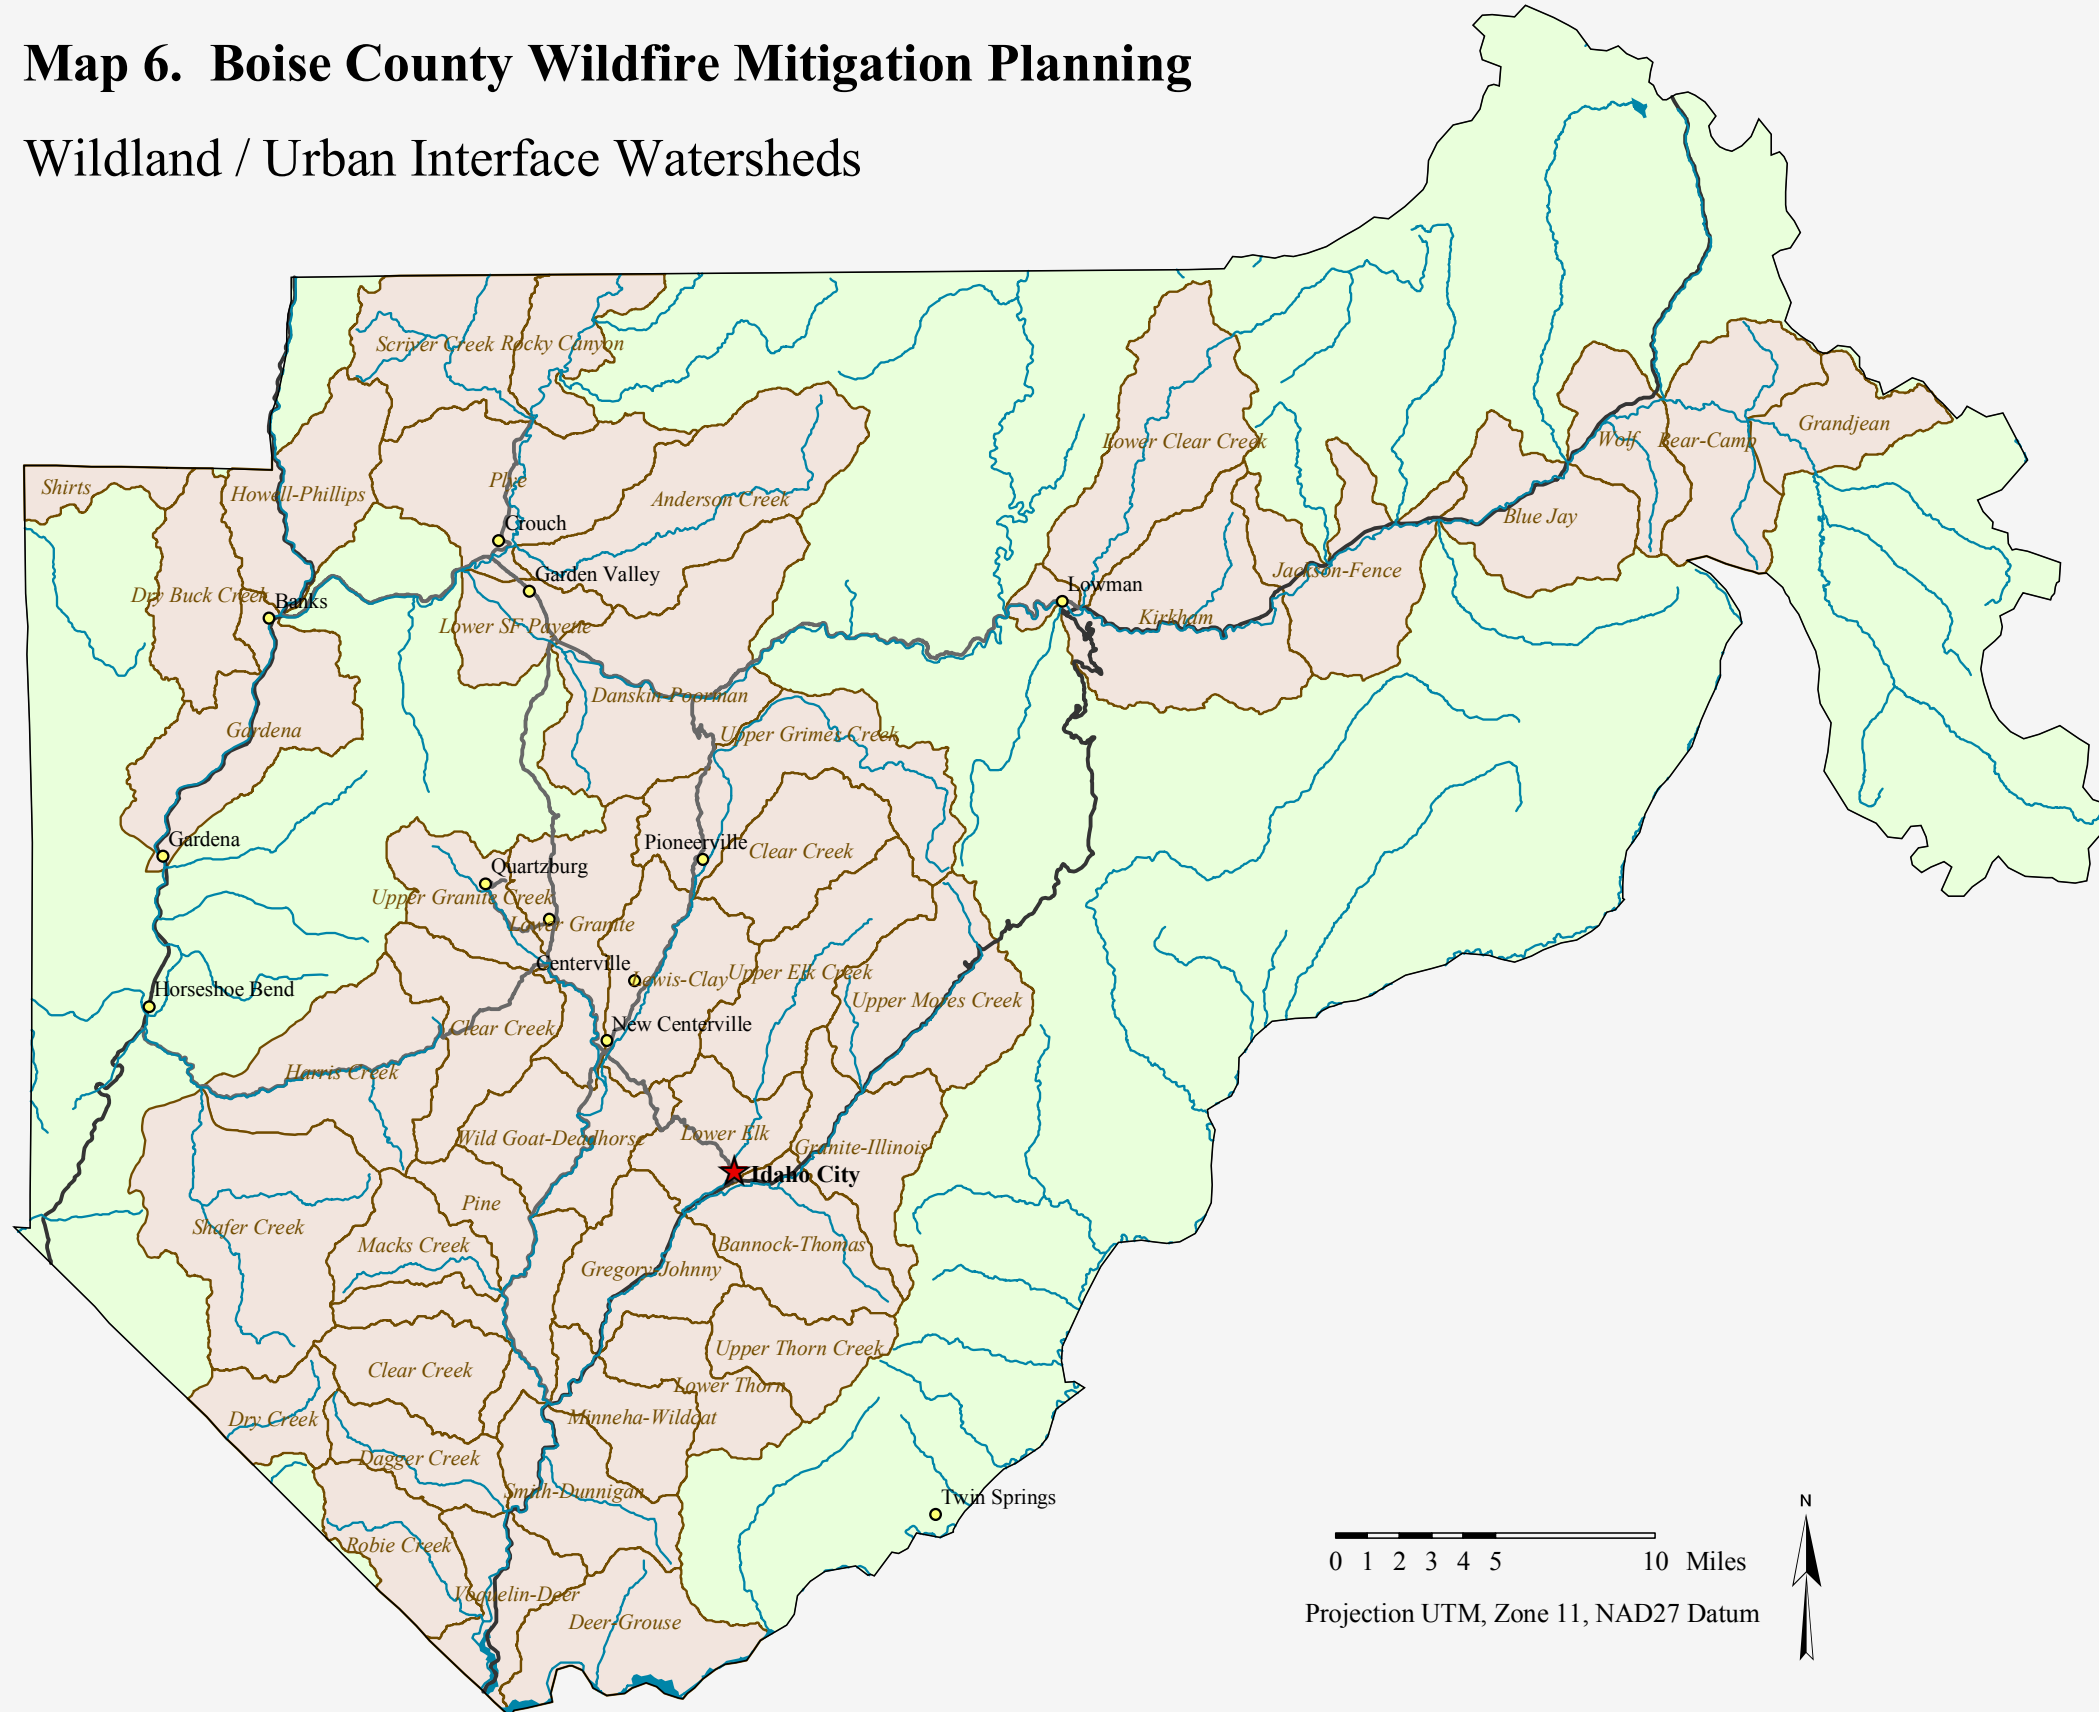 Map 6. Boise County Wildfire Mitigation Planning
Wildland / Urban Interface Watersheds
Scriver Creek
Rocky Canyon
Grandjean
Lower Clear Creek
Wolf
Bear-Camp
Shirts
Howell-Phillips
Anderson Creek
Blue Jay
Crouch
Jackson-Fence
Garden Valley
Lowman
Dry Buck Creek
Banks
Kirkham
Lower SF Payette
Danskin-Poorman
Gardena
Upper Grimes Creek
Gardena
Pioneerville
Clear Creek
Quartzburg
Upper Granite Creek
Lower Granite
Centerville
Lewis-Clay
Upper Elk Creek
Horseshoe Bend
Upper Mores Creek
New Centerville
Clear Creek
Harris Creek
Lower Elk
Wild Goat-Deadhorse
Granite-Illinois
Idaho City
Pine
Shafer Creek
Macks Creek
Bannock-Thomas
Gregory-Johnny
Upper Thorn Creek
Clear Creek
Lower Thorn
Dry Creek
Minneha-Wildcat
Dagger Creek
Smith-Dunnigan
Twin Springs
N
Robie Creek
0 1 2 3 4 5 10 Miles
Voquelin-Deer
Projection UTM, Zone 11, NAD27 Datum
Deer-Grouse